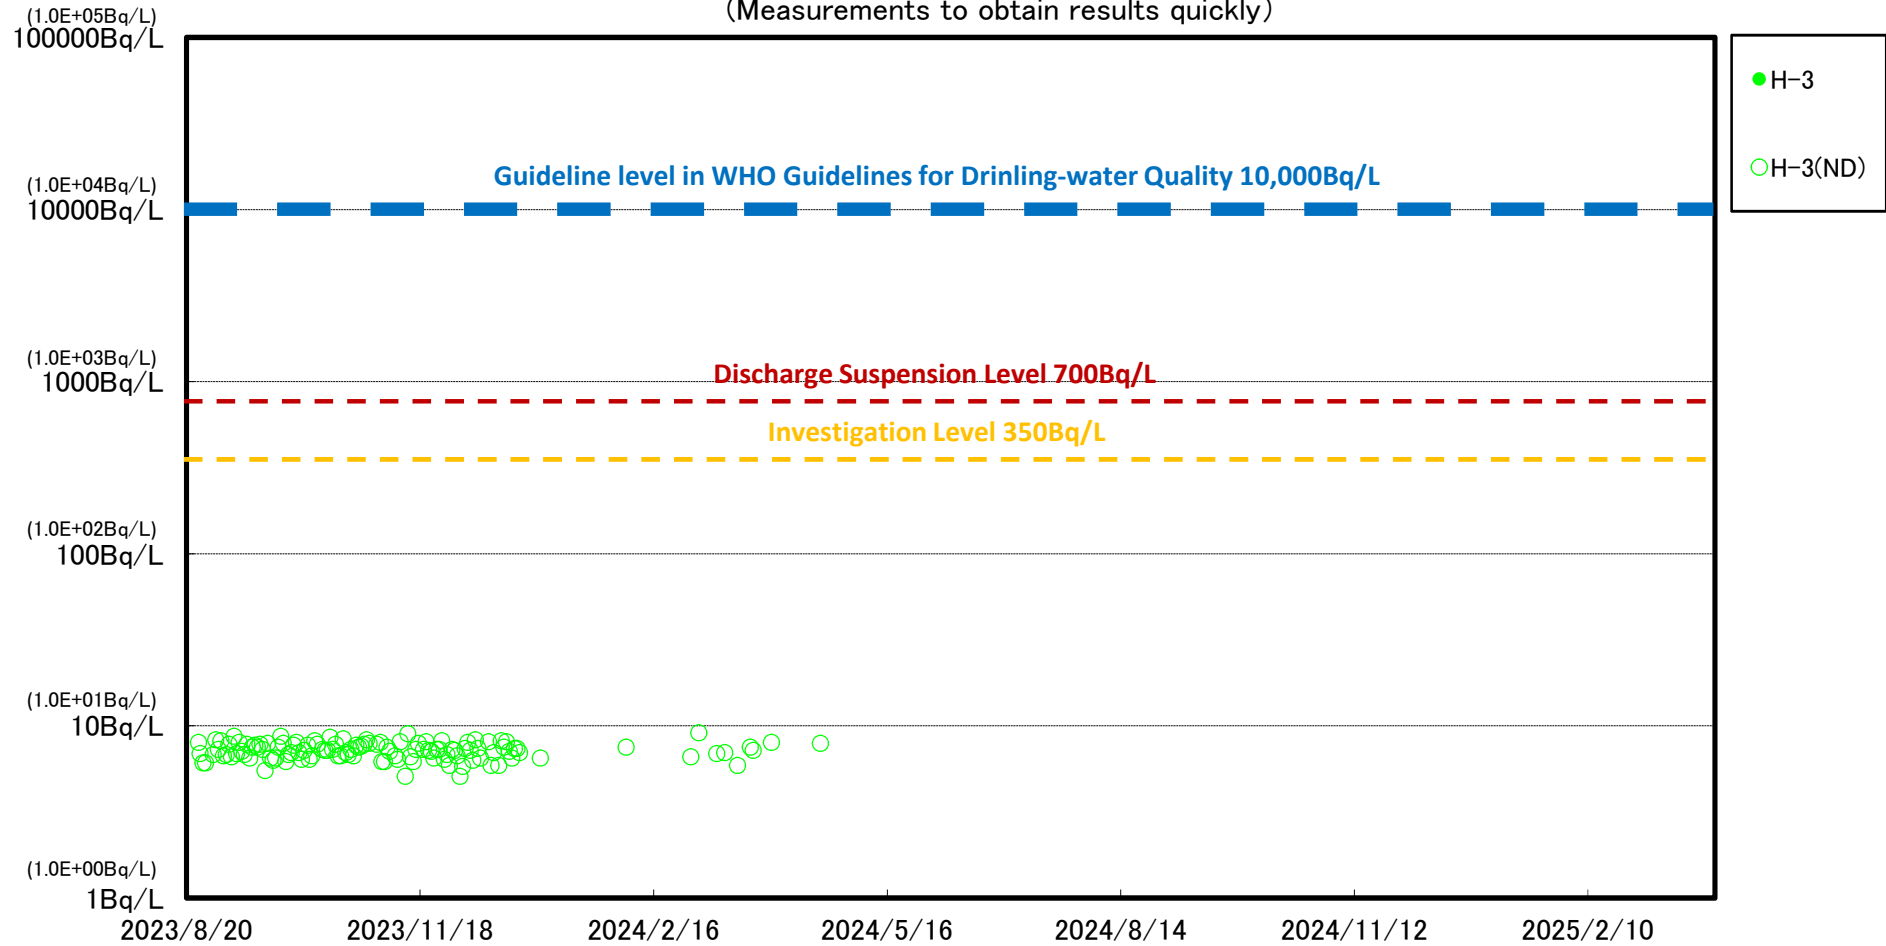 (Measurements to obtain results quickly)
(1.0E+05Bq/L)
100000Bq/L
H-3
H-3(ND)
Guideline level in WHO Guidelines for Drinling-water Quality 10,000Bq/L
(1.0E+04Bq/L)
10000Bq/L
(1.0E+03Bq/L)
1000Bq/L
Discharge Suspension Level 700Bq/L
Investigation Level 350Bq/L
(1.0E+02Bq/L)
100Bq/L
(1.0E+01Bq/L)
10Bq/L
(1.0E+00Bq/L)
1Bq/L
2023/8/20 2023/11/18 2024/2/16 2024/5/16 2024/8/14 2024/11/12 2025/2/10